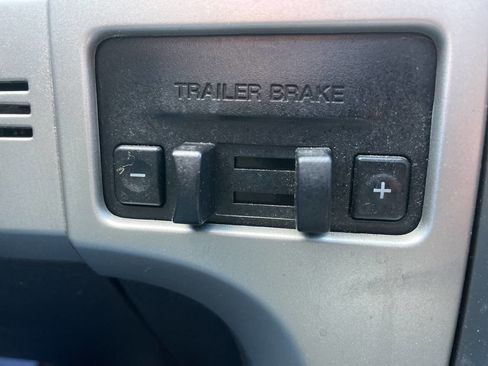 TRAILER BRAKE
- +